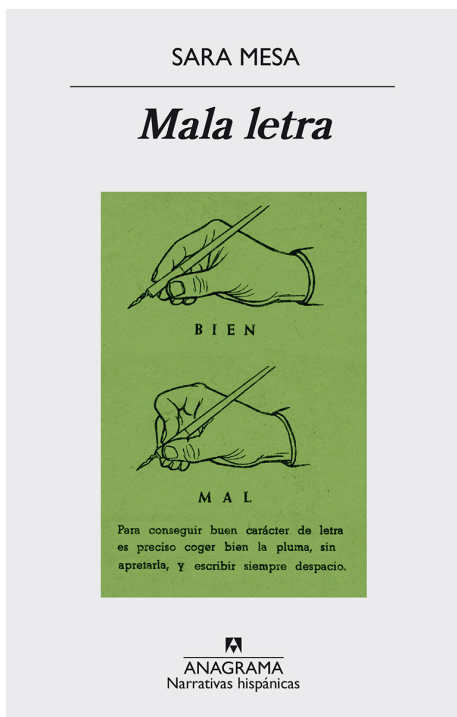 SARA MESA
Mala letra
BIEN
MAL
Para conseguir buen carácter de letra
es preciso coger bien la pluma, sin
apretarla, y escribir siempre despacio.
ANAGRAMA
Narrativas hispánicas